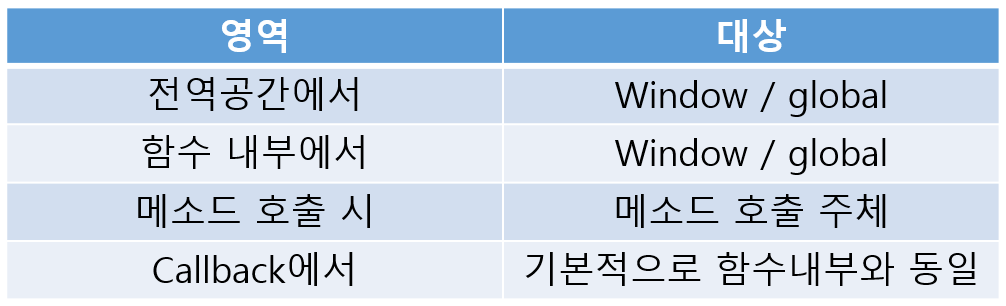 영역 대상
전역공간에서 Window / global
함수 내부에서 Window / global
메소드 호출 시 메소드 호출 주체
Callback에서 기본적으로 함수내부와 동일